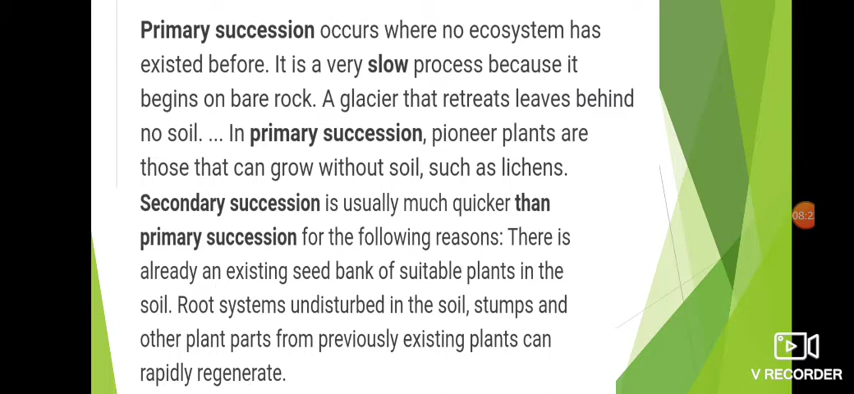 Primary succession occurs where no ecosystem has
existed before. It is a very slow process because it
begins on bare rock. A glacier that retreats leaves behind
no soil. ... In primary succession, pioneer plants are
those that can grow without soil, such as lichens.
Secondary succession is usually much quicker than
primary succession for the following reasons: There is
already an existing seed bank of suitable plants in the
soil. Root systems undisturbed in the soil, stumps and
other plant parts from previously existing plants can
rapidly regenerate.
08:2
V RECORDER